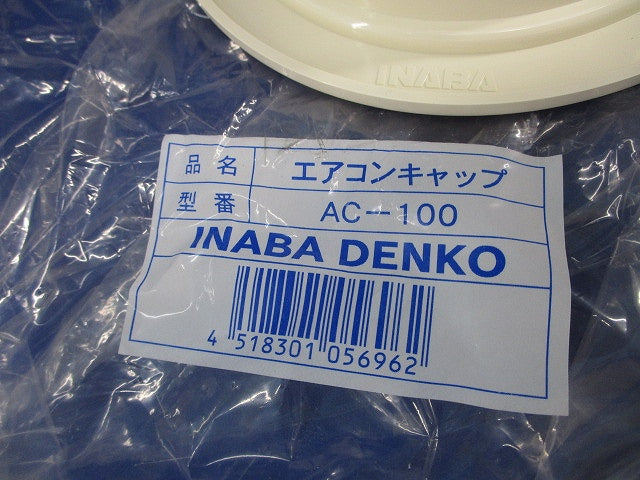 INABA
品名 エアコンキャップ
型番 AC-100
INABA DENKO
4 518301 056962